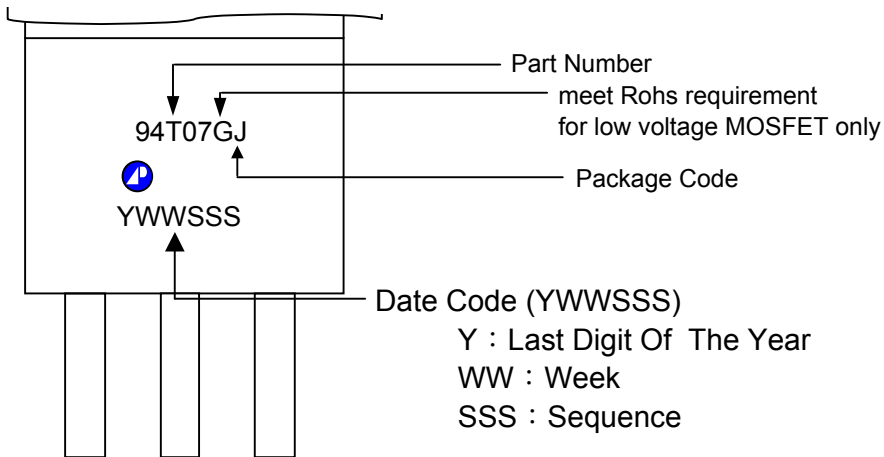 Part Number
meet Rohs requirement
for low voltage MOSFET only
94T07GJ
Package Code
YWWSSS
Date Code (YWWSSS)
Y：Last Digit Of The Year
WW：Week
SSS：Sequence